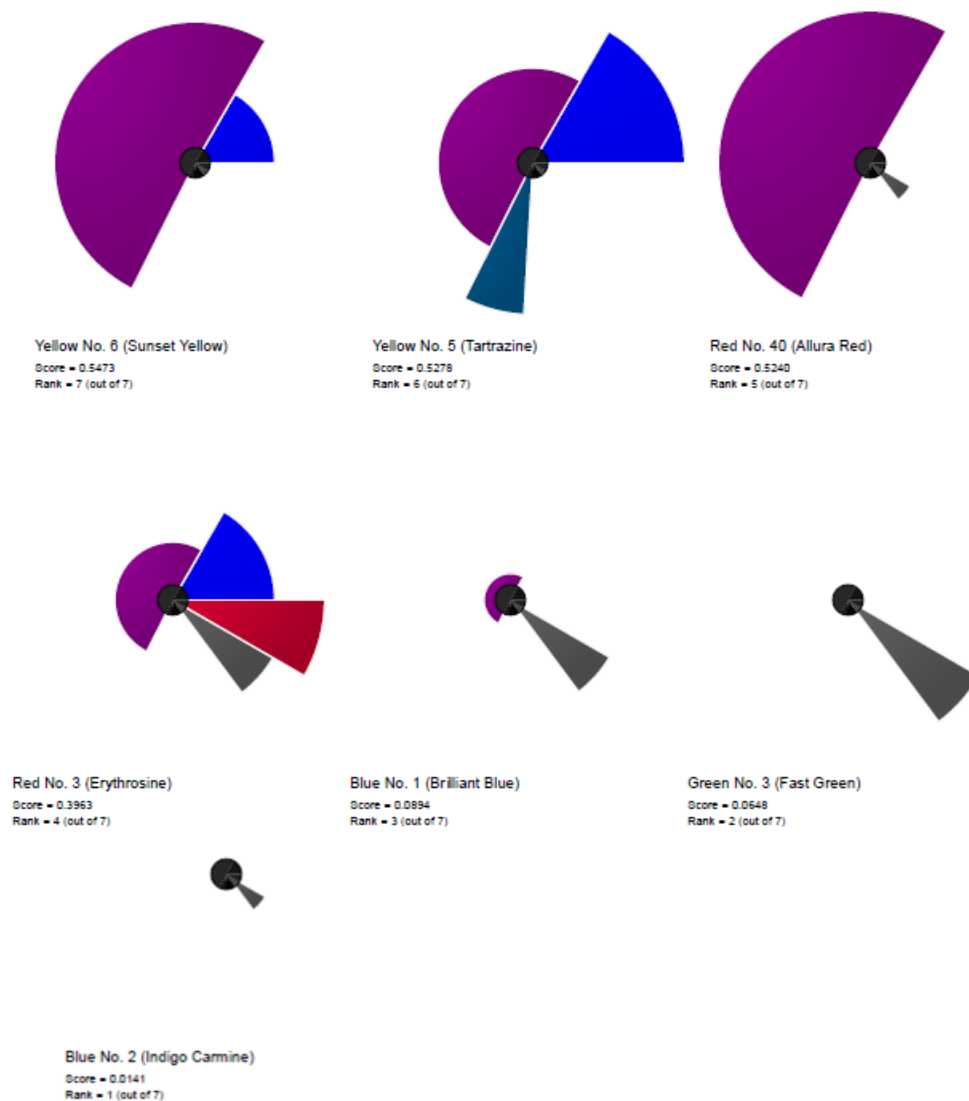 Yellow No. 6 (Sunset Yellow)
Score = 0.5473
Rank = 7 (out of 7)
Yellow No. 5 (Tartrazine)
Score = 0.5278
Rank = 6 (out of 7)
Red No. 40 (Allura Red)
Score = 0.5240
Rank = 5 (out of 7)
Red No. 3 (Erythrosine)
Score = 0.3963
Rank = 4 (out of 7)
Blue No. 1 (Brilliant Blue)
Score = 0.0894
Rank = 3 (out of 7)
Green No. 3 (Fast Green)
Score = 0.0648
Rank = 2 (out of 7)
Blue No. 2 (Indigo Carmine)
Score = 0.0141
Rank = 1 (out of 7)